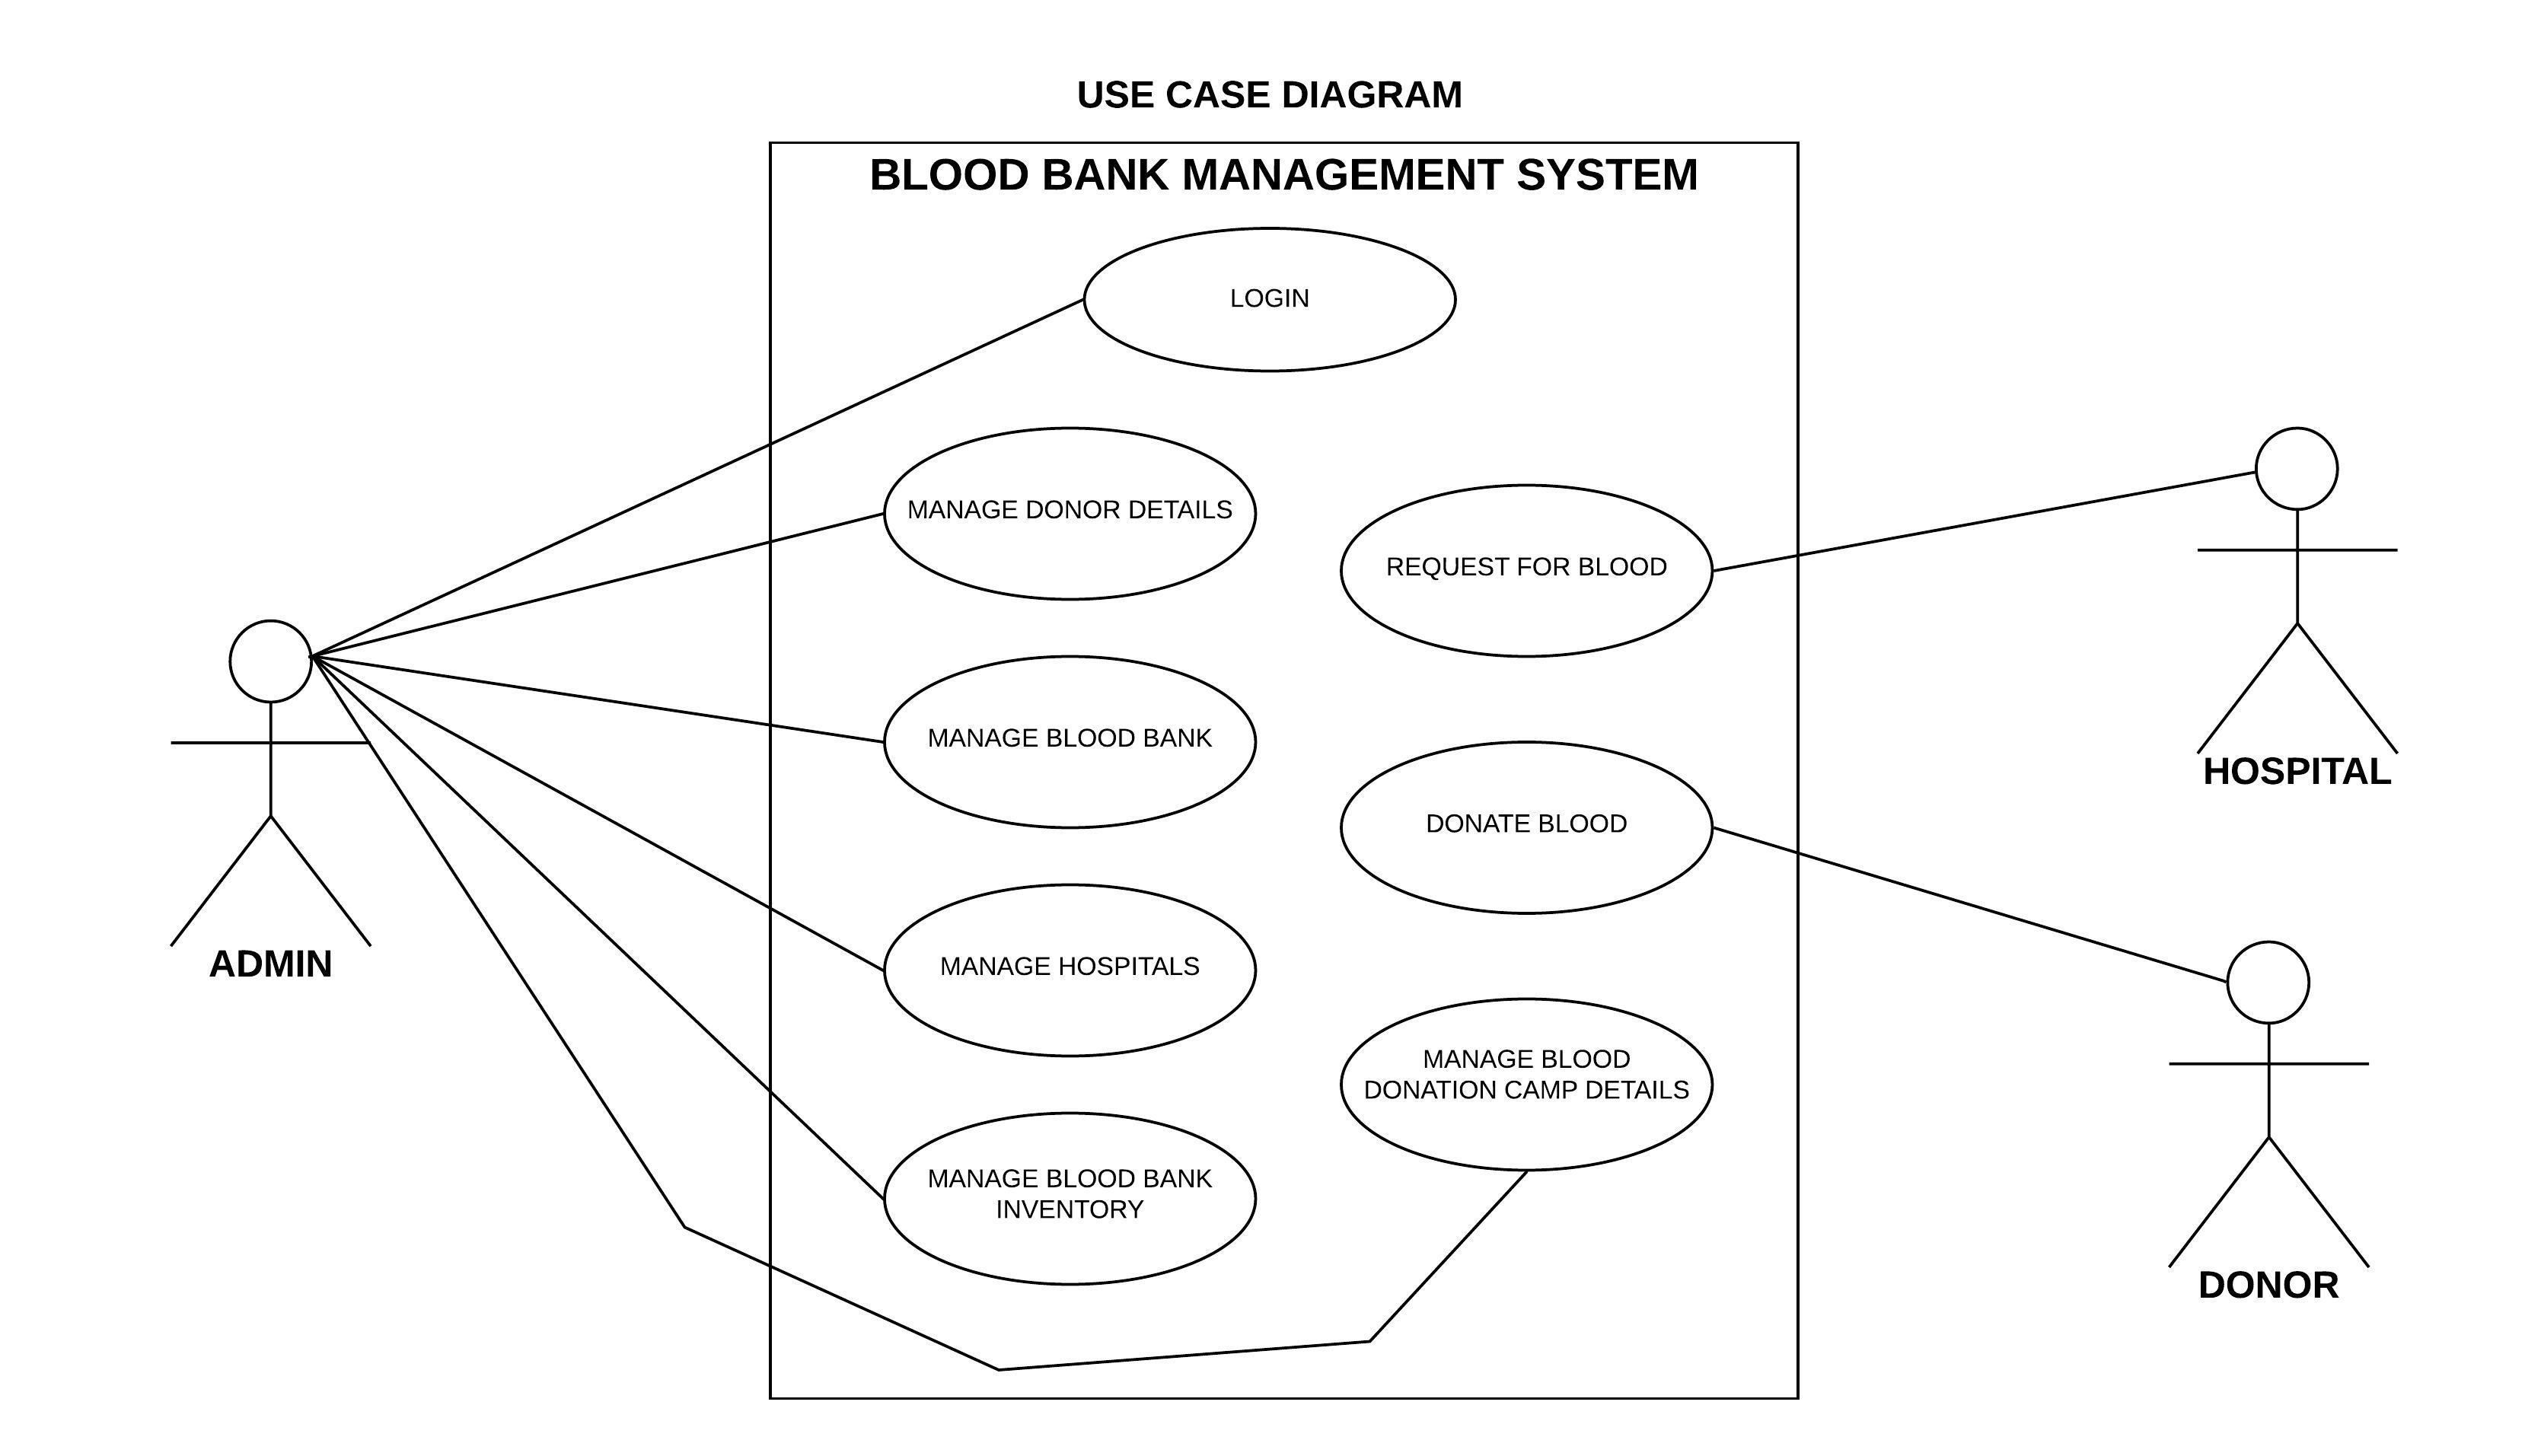 USE CASE DIAGRAM
BLOOD BANK MANAGEMENT SYSTEM
LOGIN
MANAGE DONOR DETAILS
REQUEST FOR BLOOD
MANAGE BLOOD BANK
HOSPITAL
DONATE BLOOD
ADMIN
MANAGE HOSPITALS
MANAGE BLOOD
DONATION CAMP DETAILS
MANAGE BLOOD BANK
INVENTORY
DONOR